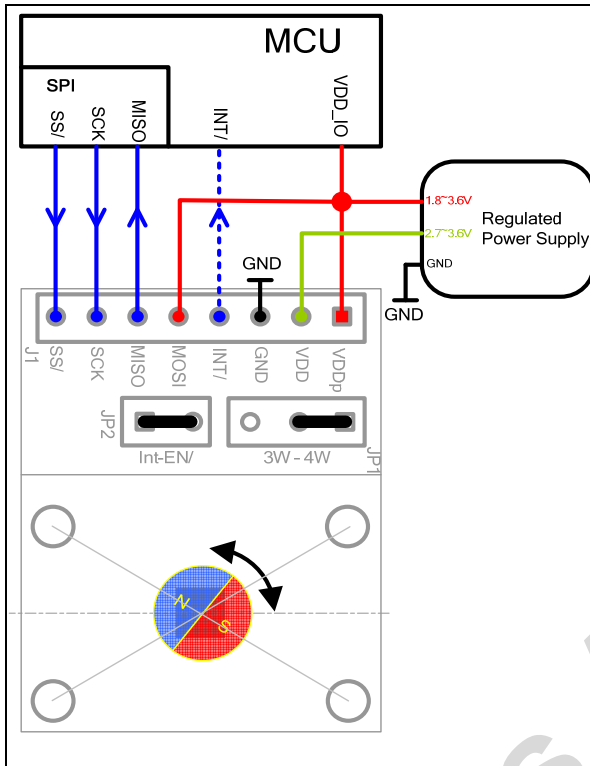 MCU
SPI
SS/
SCK
MISO
INT/
VDD_IO
1.8~3.6V
2.7~3.6V
GND
Regulated
Power Supply
GND
GND
J1
SS/
SCK
MISO
MOSI
INT/
GND
VDD
VDDp
JP2
Int-EN/
3W - 4W
JP1
N
S